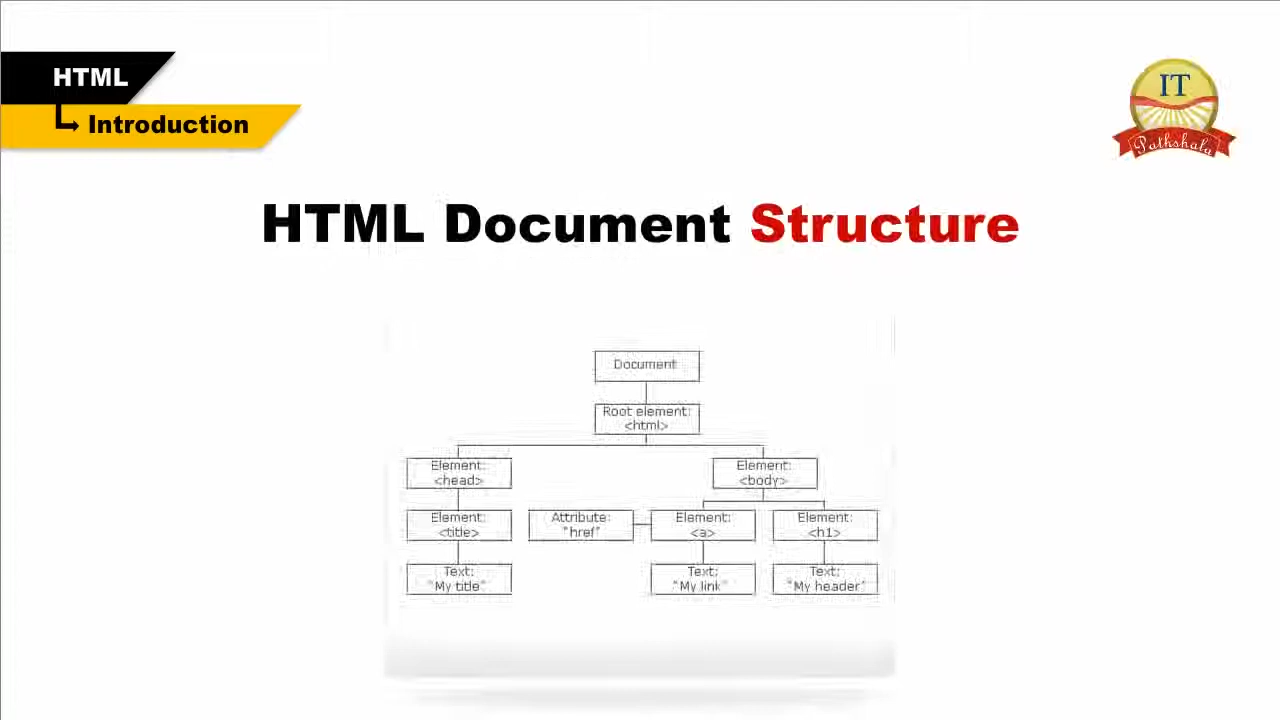 HTML
Introduction
IT
Pathshala
HTML Document Structure
Document
Root element:
<html>
Element:
<head>
Element:
<body>
Element:
<title>
Attribute:
"href"
Element:
<a>
Element:
<h1>
Text:
"My title"
Text:
"My link"
Text:
"My header"